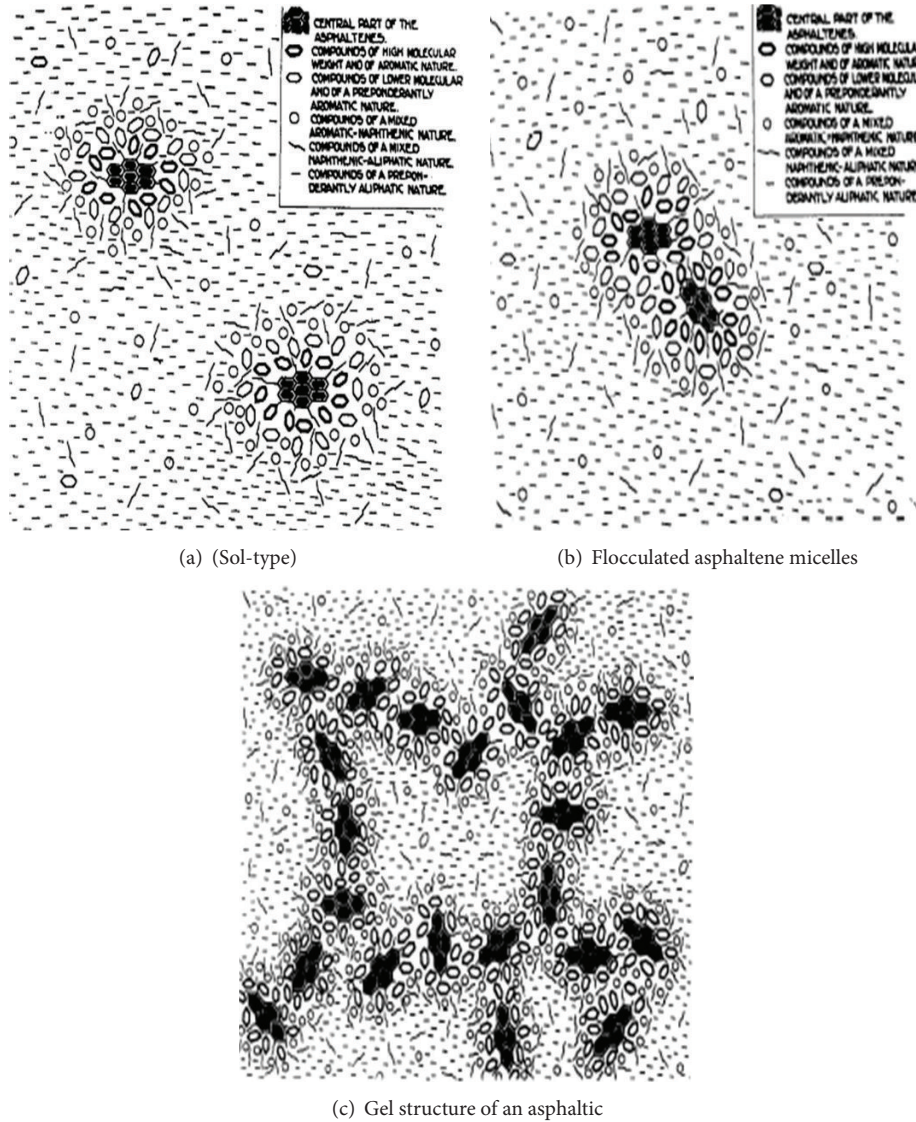 CENTRAL PART OF THE
ASPHALTENES.
COMPOUNDS OF HIGH MOLECULAR
WEIGHT AND OF AROMATIC NATURE.
COMPOUNDS OF LOWER MOLECULAR
AND OF A PREPONDERANTLY
AROMATIC NATURE.
COMPOUNDS OF A MIXED
AROMATIC-NAPHTHENIC NATURE.
COMPOUNDS OF A MIXED
NAPHTHENIC-ALIPHATIC NATURE.
COMPOUNDS OF A PREPON-
DERANTLY ALIPHATIC NATURE.
CENTRAL PART OF THE
ASPHALTENES.
COMPOUNDS OF HIGH MOLECULA
WEIGHT AND OF AROMATIC NATUR
COMPOUNDS OF LOWER MOLECUL
AND OF A PREPONDERANTLY
AROMATIC NATURE.
COMPOUNDS OF A MIXED
AROMATIC-NAPHTHENIC NATURE
COMPOUNDS OF A MIXED
NAPHTHENIC-ALIPHATIC NATUR
COMPOUNDS OF A PREPON-
DERANTLY ALIPHATIC NATURE
(a) (Sol-type)
(b) Flocculated asphaltene micelles
(c) Gel structure of an asphaltic